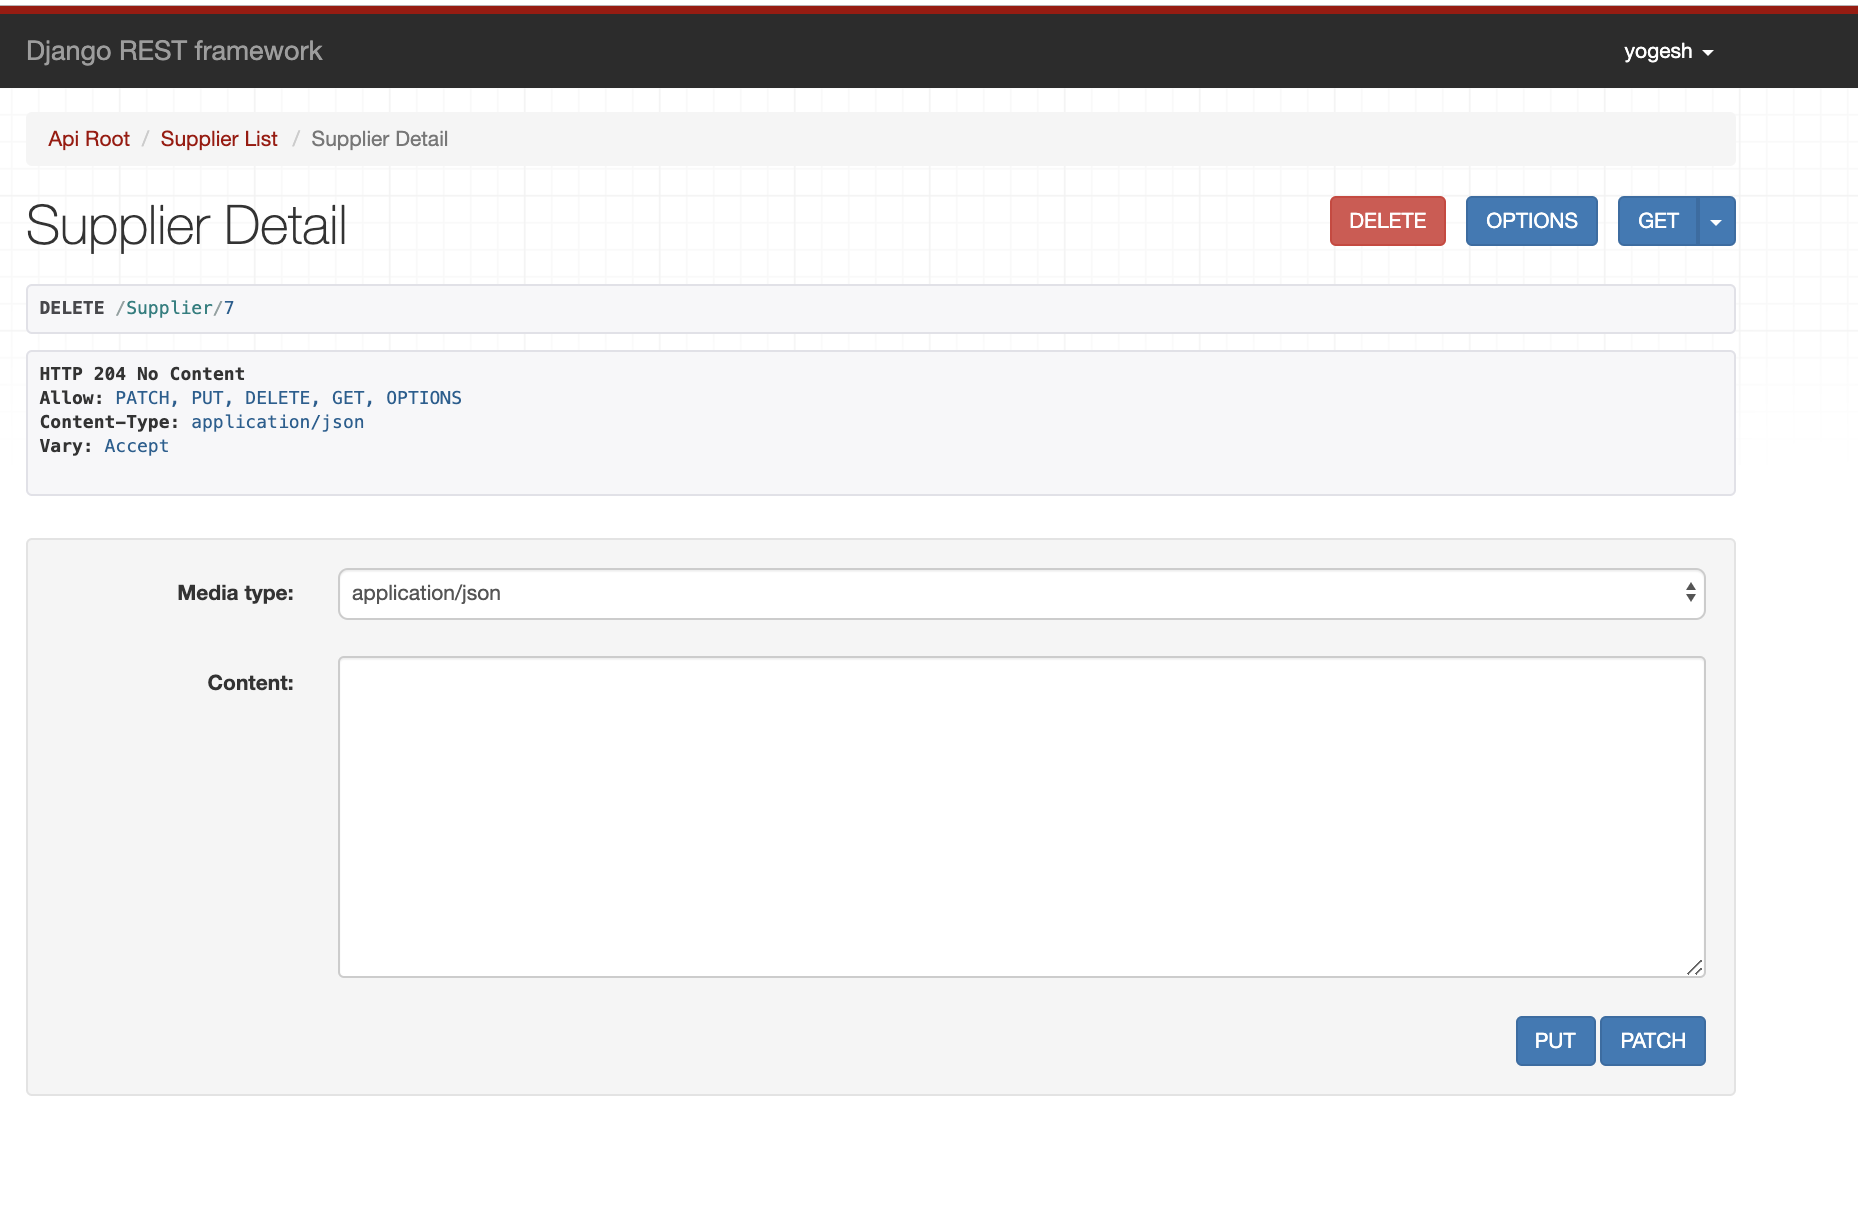 Django REST framework
yogesh
Api Root / Supplier List / Supplier Detail
Supplier Detail
DELETE
OPTIONS
GET
DELETE /Supplier/7
HTTP 204 No Content
Allow: PATCH, PUT, DELETE, GET, OPTIONS
Content-Type: application/json
Vary: Accept
Media type:
application/json
Content:
PUT
PATCH